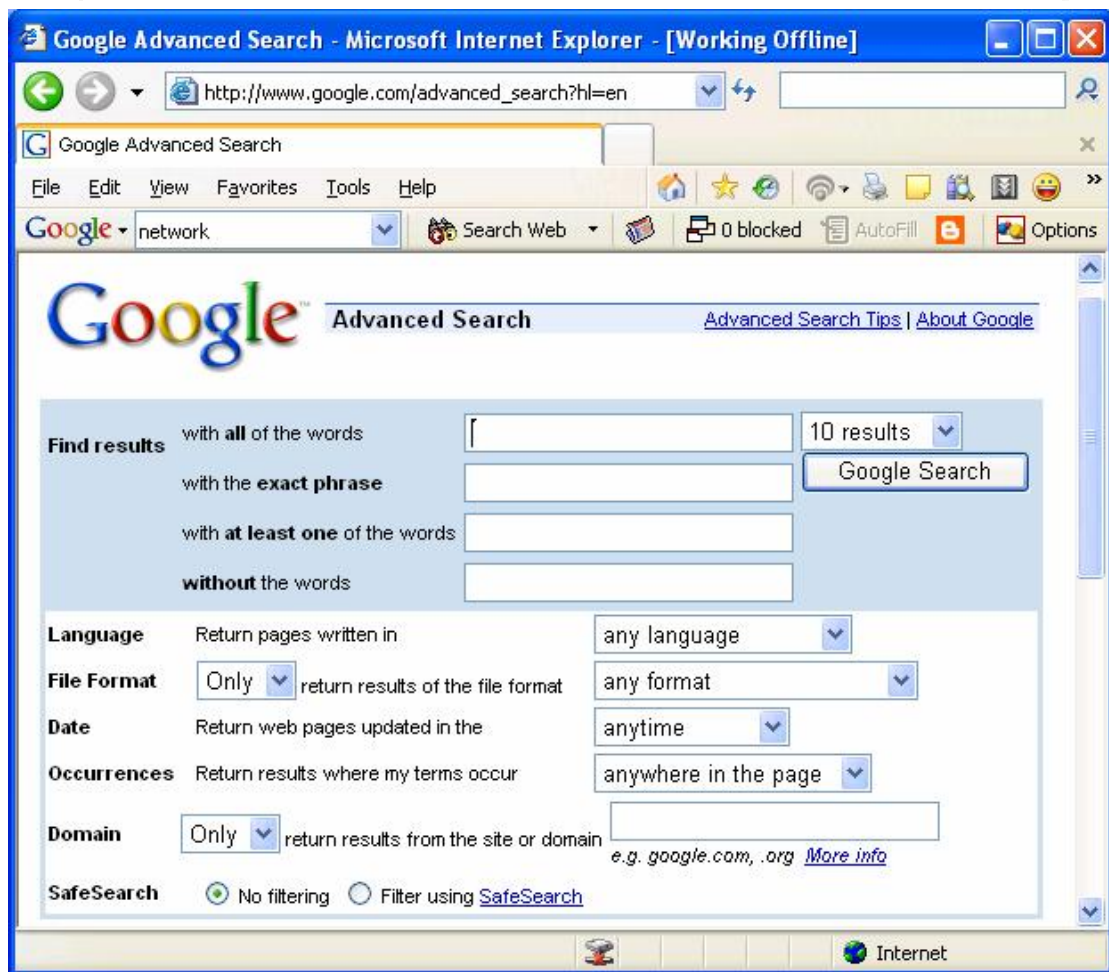 Google Advanced Search - Microsoft Internet Explorer - [Working Offline]
http://www.google.com/advanced_search?hl=en
G Google Advanced Search
File Edit View Favorites Tools Help »
Google network Search Web 0 blocked AutoFill Options
Google™ Advanced Search Advanced Search Tips | About Google
Find results with all of the words 10 results
with the exact phrase Google Search
with at least one of the words
without the words
Language Return pages written in any language
File Format Only return results of the file format any format
Date Return web pages updated in the anytime
Occurrences Return results where my terms occur anywhere in the page
Domain Only return results from the site or domain
e.g. google.com, .org More info
SafeSearch No filtering Filter using SafeSearch
Internet